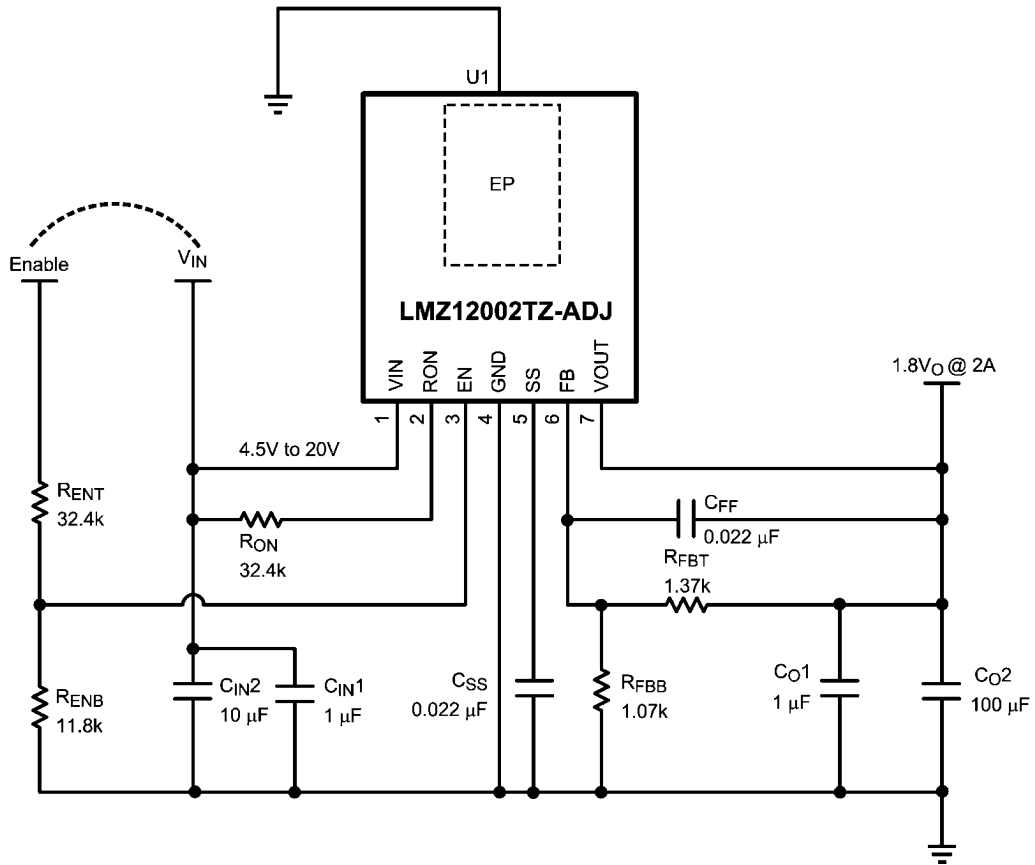 U1
EP
Enable
VIN
LMZ12002TZ-ADJ
VIN
RON
EN
GND
SS
FB
VOUT
1
2
3
4
5
6
7
1.8VO @ 2A
4.5V to 20V
RENT
32.4k
RON
32.4k
CFF
0.022 μF
RFBT
1.37k
RENB
11.8k
CIN2
10 μF
CIN1
1 μF
CSS
0.022 μF
RFBB
1.07k
CO1
1 μF
CO2
100 μF